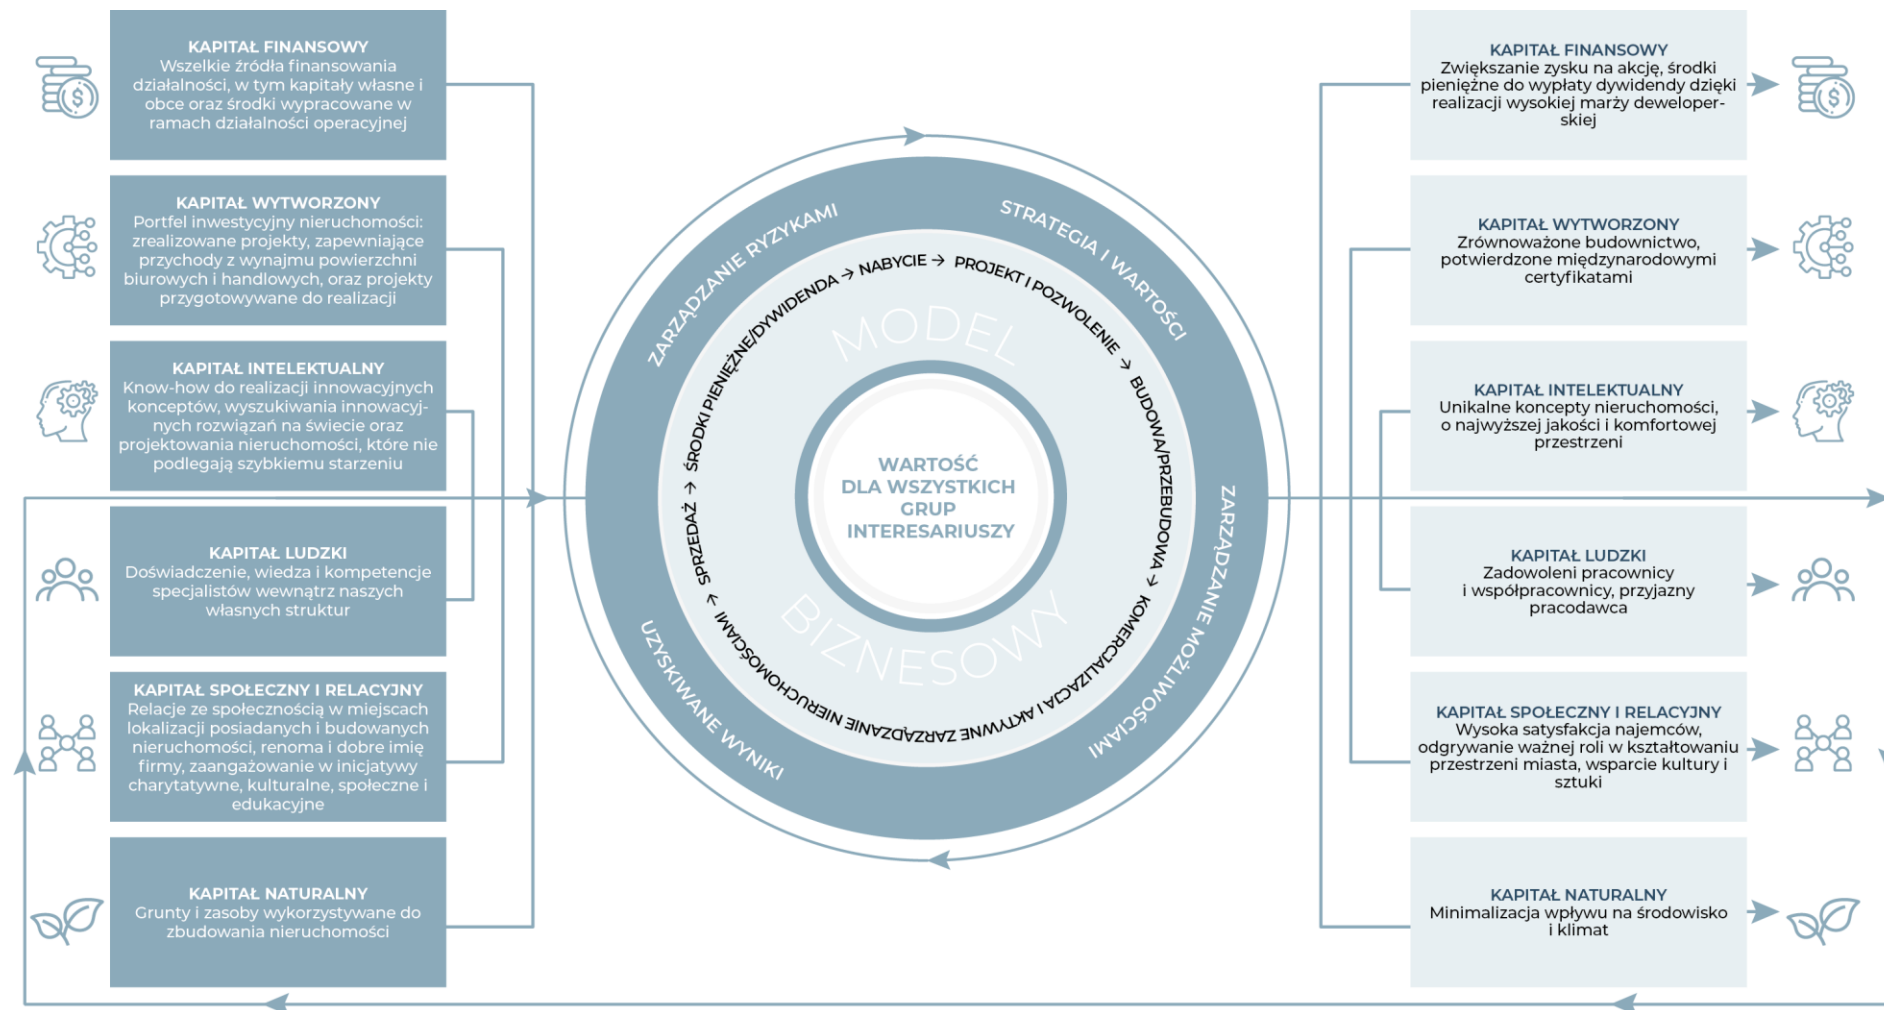 KAPITAŁ FINANSOWY
Wszelkie źródła finansowania
działalności, w tym kapitały własne i
obce oraz środki wypracowane w
ramach działalności operacyjnej
KAPITAŁ WYTWORZONY
Portfel inwestycyjny nieruchomości:
zrealizowane projekty, zapewniające
przychody z wynajmu powierzchni
biurowych i handlowych, oraz projekty
przygotowywane do realizacji
KAPITAŁ INTELEKTUALNY
Know-how do realizacji innowacyjnych
konceptów, wyszukiwania innowacyj-
nych rozwiązań na świecie oraz
projektowania nieruchomości, które nie
podlegają szybkiemu starzeniu
KAPITAŁ LUDZKI
Doświadczenie, wiedza i kompetencje
specjalistów wewnątrz naszych
własnych struktur
KAPITAŁ SPOŁECZNY I RELACYJNY
Relacje ze społecznością w miejscach
lokalizacji posiadanych i budowanych
nieruchomości, renoma i dobre imię
firmy, zaangażowanie w inicjatywy
charytatywne, kulturalne, społeczne i
edukacyjne
KAPITAŁ NATURALNY
Grunty i zasoby wykorzystywane do
zbudowania nieruchomości
ZARZĄDZANIE RYZYKAMI
STRATEGIA I WARTOŚCI
ZARZĄDZANIE MOŻLIWOŚCIAMI
UZYSKIWANE WYNIKI
NABYCIE → PROJEKT I POZWOLENIE → BUDOWA/PRZEBUDOWA → KOMERCJALIZACJA I AKTYWNE ZARZĄDZANIE NIERUCHOMOŚCIAMI → SPRZEDAŻ → ŚRODKI PIENIĘŻNE/DYWIDENDA →
MODEL
BIZNESOWY
WARTOŚĆ
DLA WSZYSTKICH
GRUP
INTERESARIUSZY
KAPITAŁ FINANSOWY
Zwiększanie zysku na akcję, środki
pieniężne do wypłaty dywidendy dzięki
realizacji wysokiej marży deweloper-
skiej
KAPITAŁ WYTWORZONY
Zrównoważone budownictwo,
potwierdzone międzynarodowymi
certyfikatami
KAPITAŁ INTELEKTUALNY
Unikalne koncepty nieruchomości,
o najwyższej jakości i komfortowej
przestrzeni
KAPITAŁ LUDZKI
Zadowoleni pracownicy
i współpracownicy, przyjazny
pracodawca
KAPITAŁ SPOŁECZNY I RELACYJNY
Wysoka satysfakcja najemców,
odgrywanie ważnej roli w kształtowaniu
przestrzeni miasta, wsparcie kultury i
sztuki
KAPITAŁ NATURALNY
Minimalizacja wpływu na środowisko
i klimat